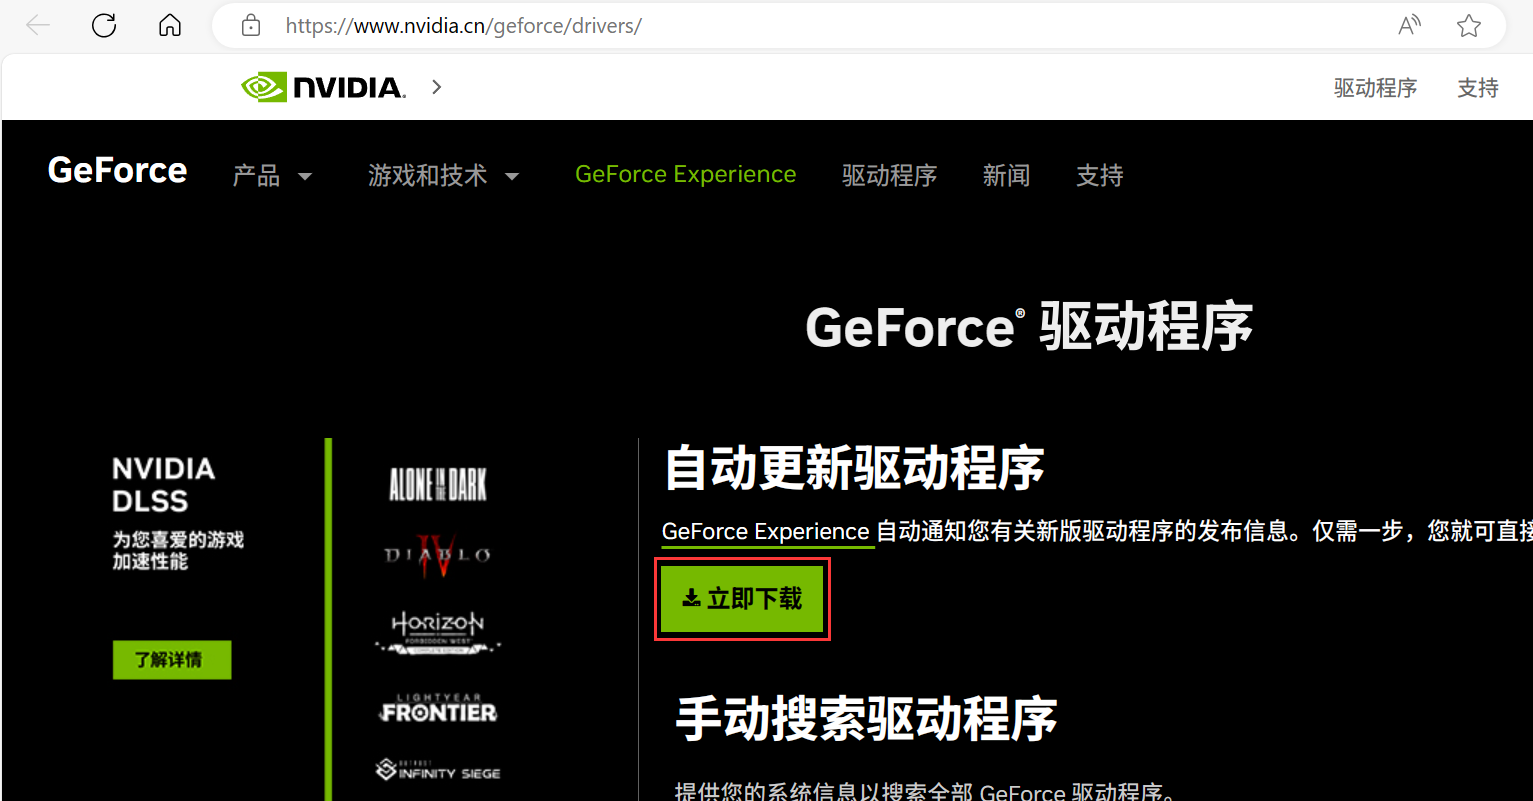 https://www.nvidia.cn/geforce/drivers/
NVIDIA.
驱动程序 支持
GeForce 产品 游戏和技术 GeForce Experience 驱动程序 新闻 支持
GeForce® 驱动程序
NVIDIA
DLSS
为您喜爱的游戏
加速性能
了解详情
ALONE IN THE DARK
DIABLO IV
HORIZON
FORBIDDEN WEST
COMPLETE EDITION
LIGHTYEAR
FRONTIER
OUTPOST
INFINITY SIEGE
自动更新驱动程序
GeForce Experience 自动通知您有关新版驱动程序的发布信息。仅需一步，您就可直接
立即下载
手动搜索驱动程序
提供您的系统信息以搜索全部 GeForce 驱动程序。